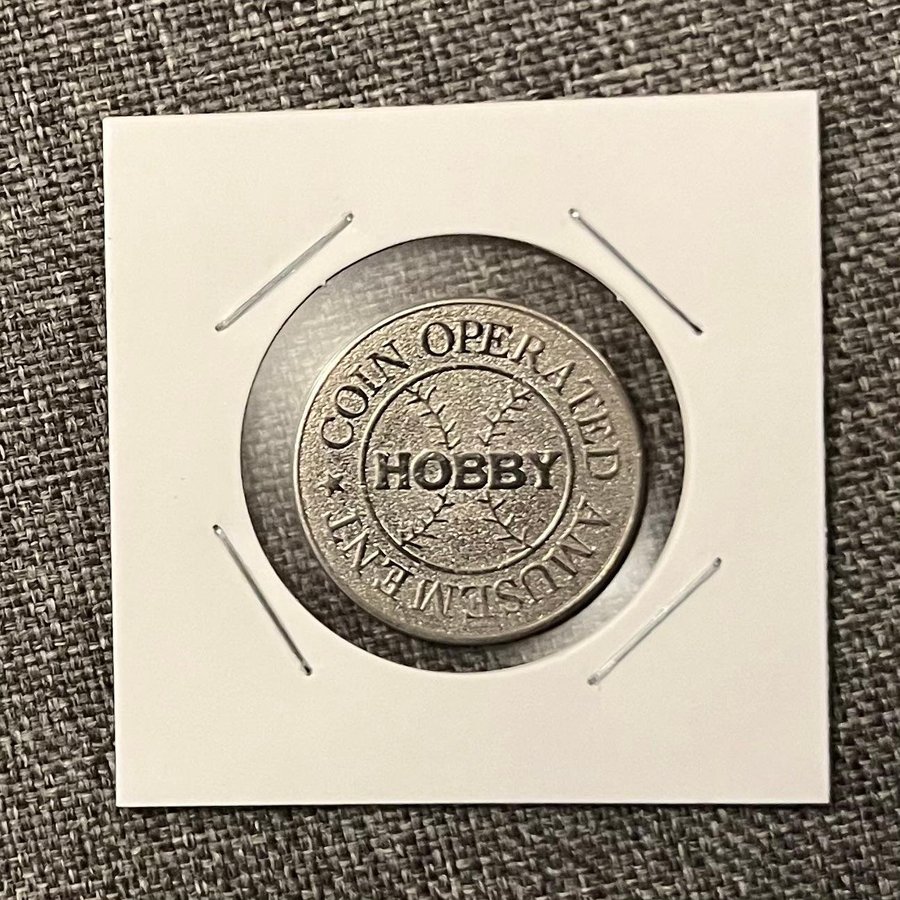 ★ COIN OPERATED AMUSEMENT
HOBBY